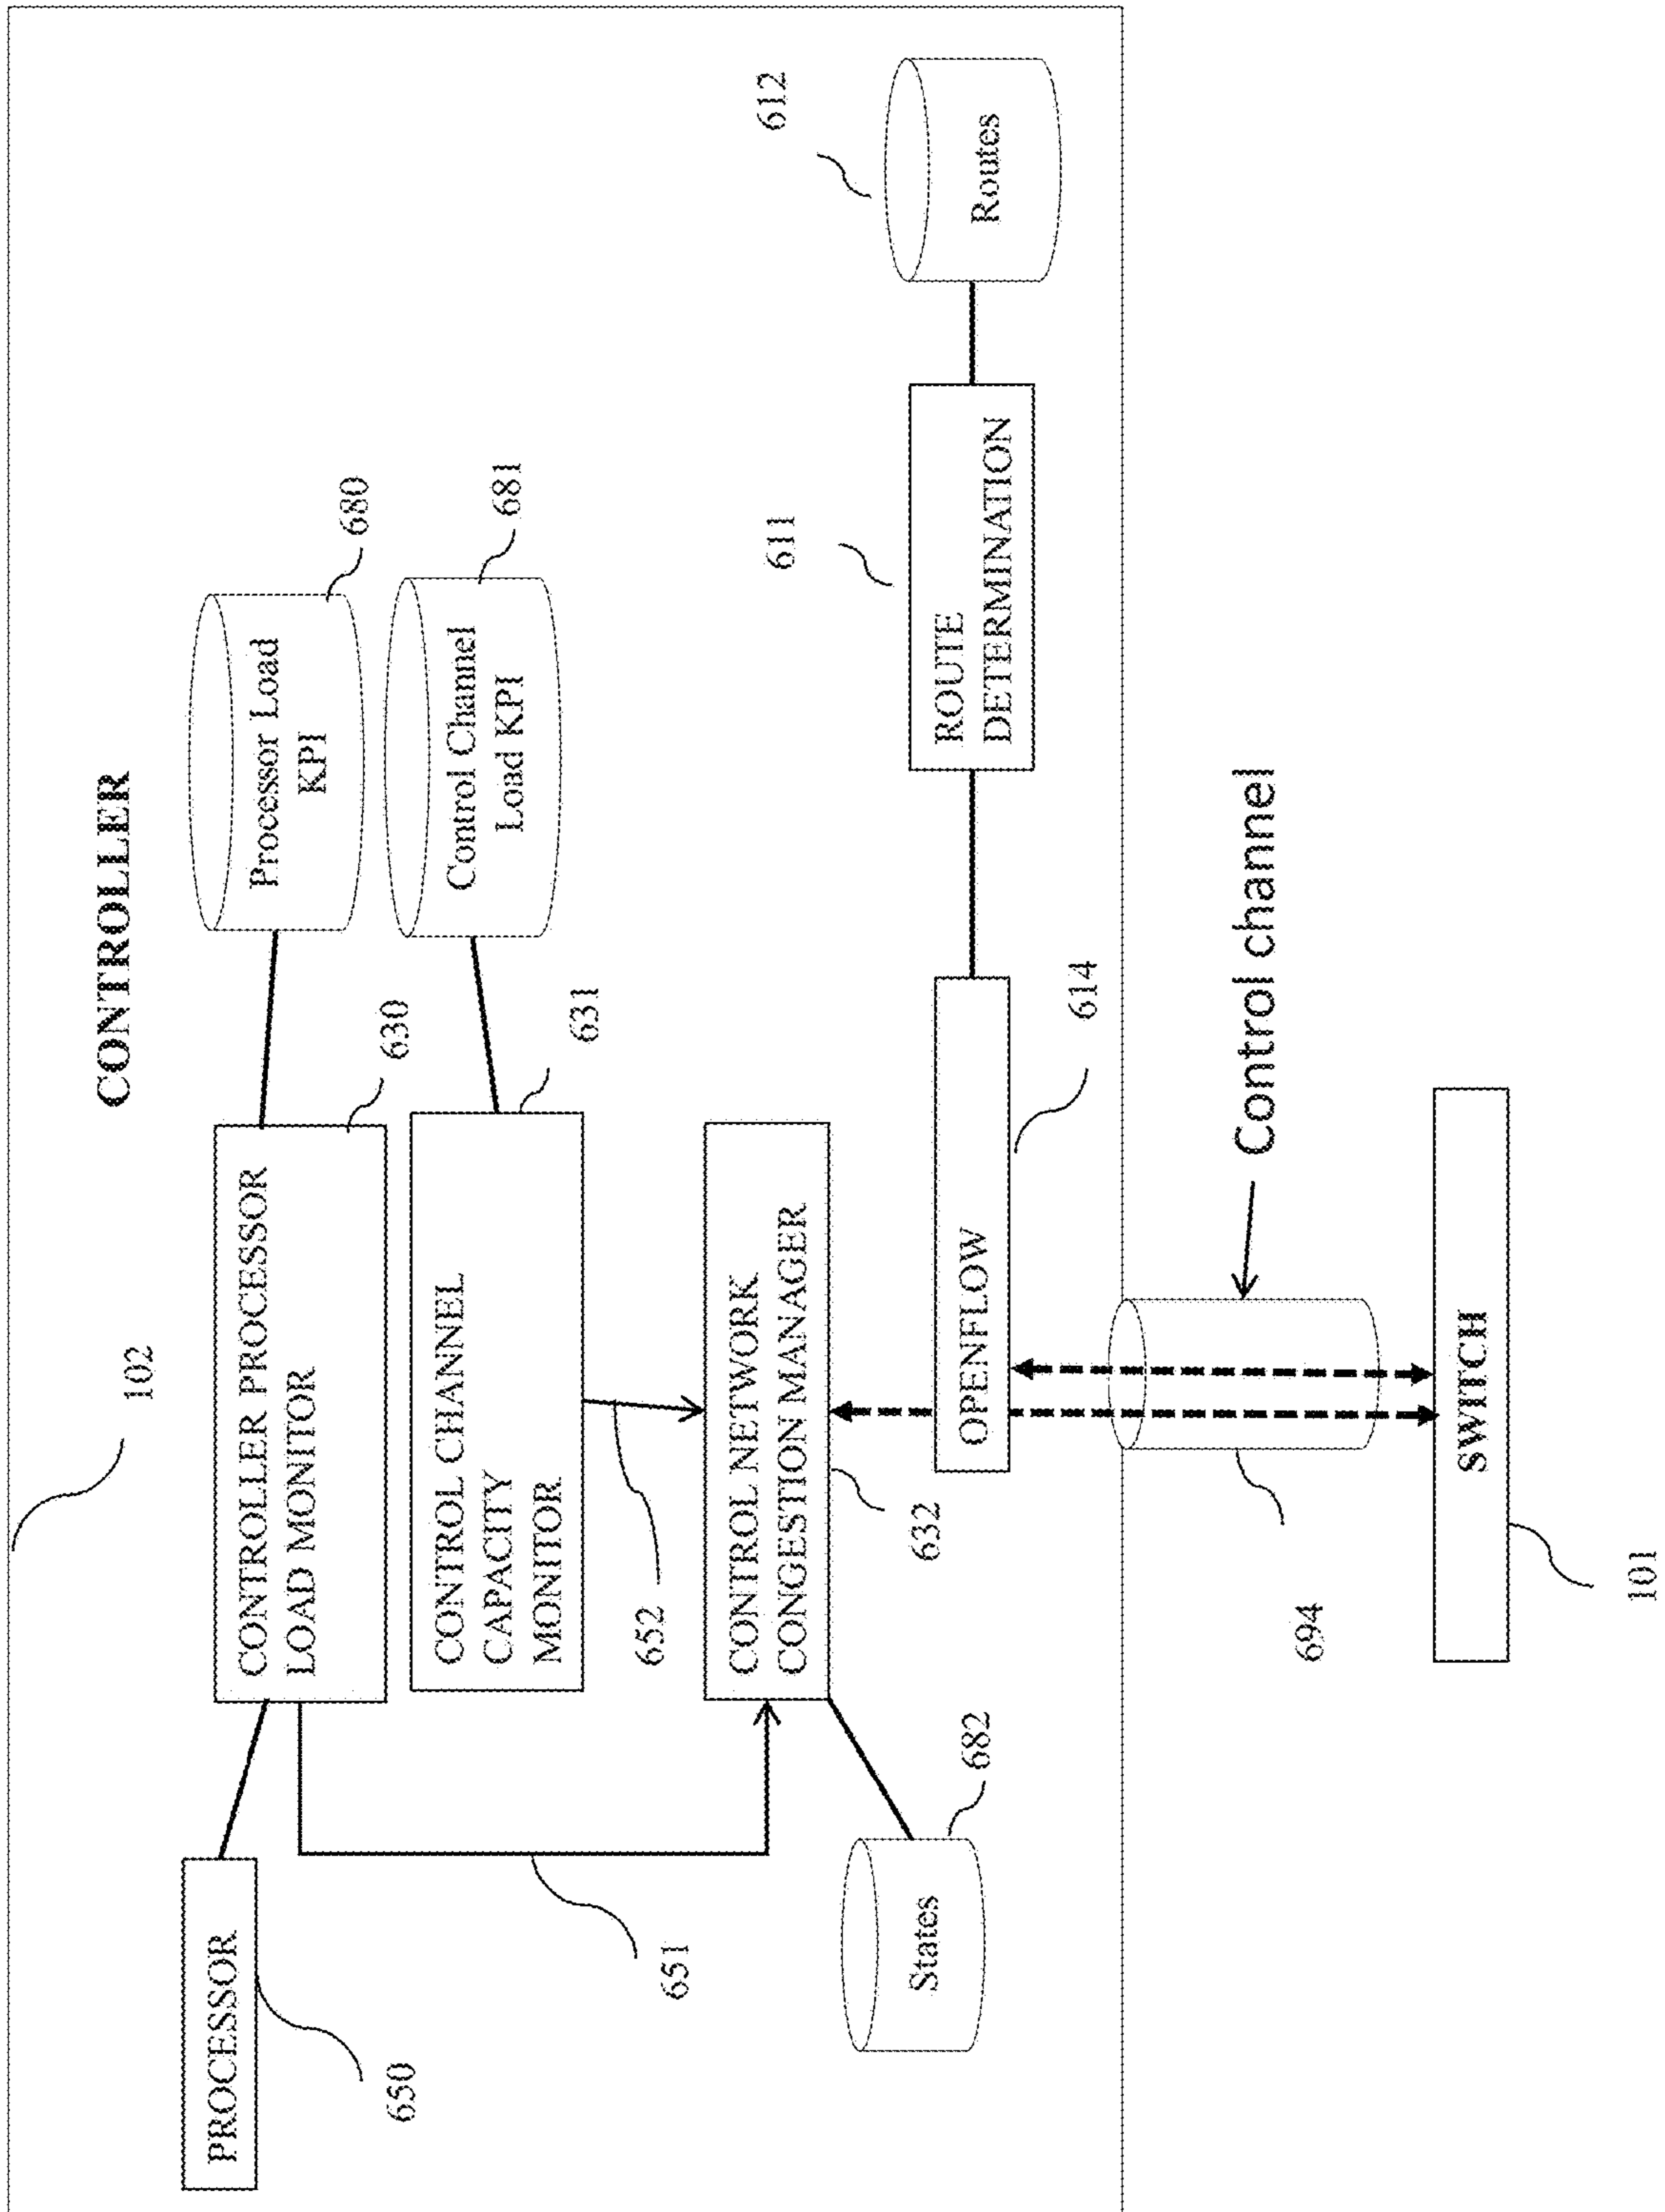 CONTROLLER
102
PROCESSOR
650
CONTROLLER PROCESSOR
LOAD MONITOR
630
Processor Load
KPI
680
CONTROL CHANNEL
CAPACITY
MONITOR
631
Control Channel
Load KPI
681
651
652
CONTROL NETWORK
CONGESTION MANAGER
632
States
682
OPENFLOW
614
ROUTE
DETERMINATION
611
Routes
612
Control channel
694
SWITCH
101